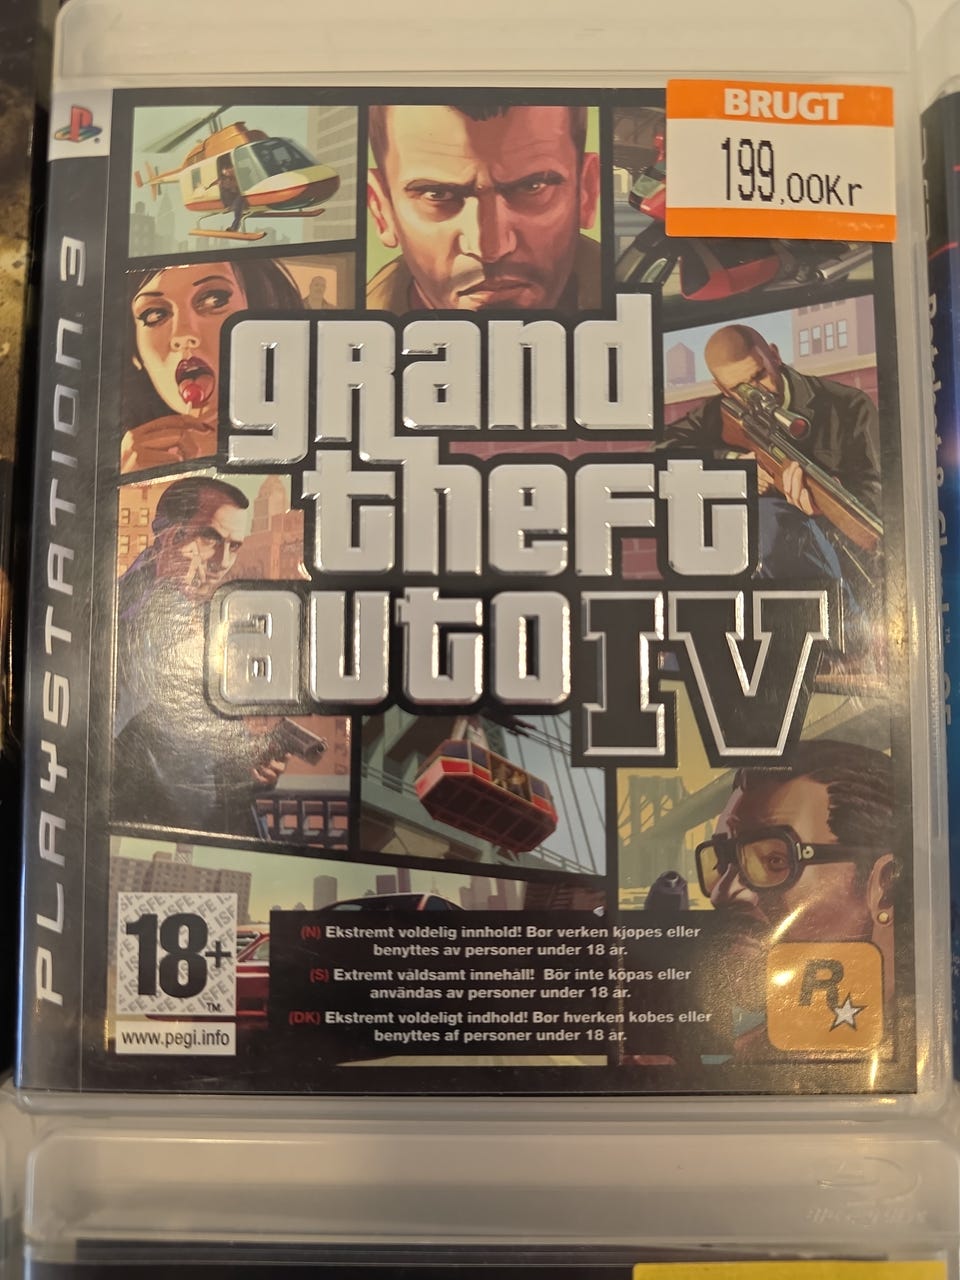 BRUGT
199,00Kr
PLAYSTATION 3
grand
theft
auto IV
18+
TM
www.pegi.info
(N) Ekstremt voldelig innhold! Bør verken kjøpes eller
benyttes av personer under 18 år.
(S) Extremt våldsamt innehåll! Bör inte köpas eller
användas av personer under 18 år.
(DK) Ekstremt voldeligt indhold! Bør hverken købes eller
benyttes af personer under 18 år.
R